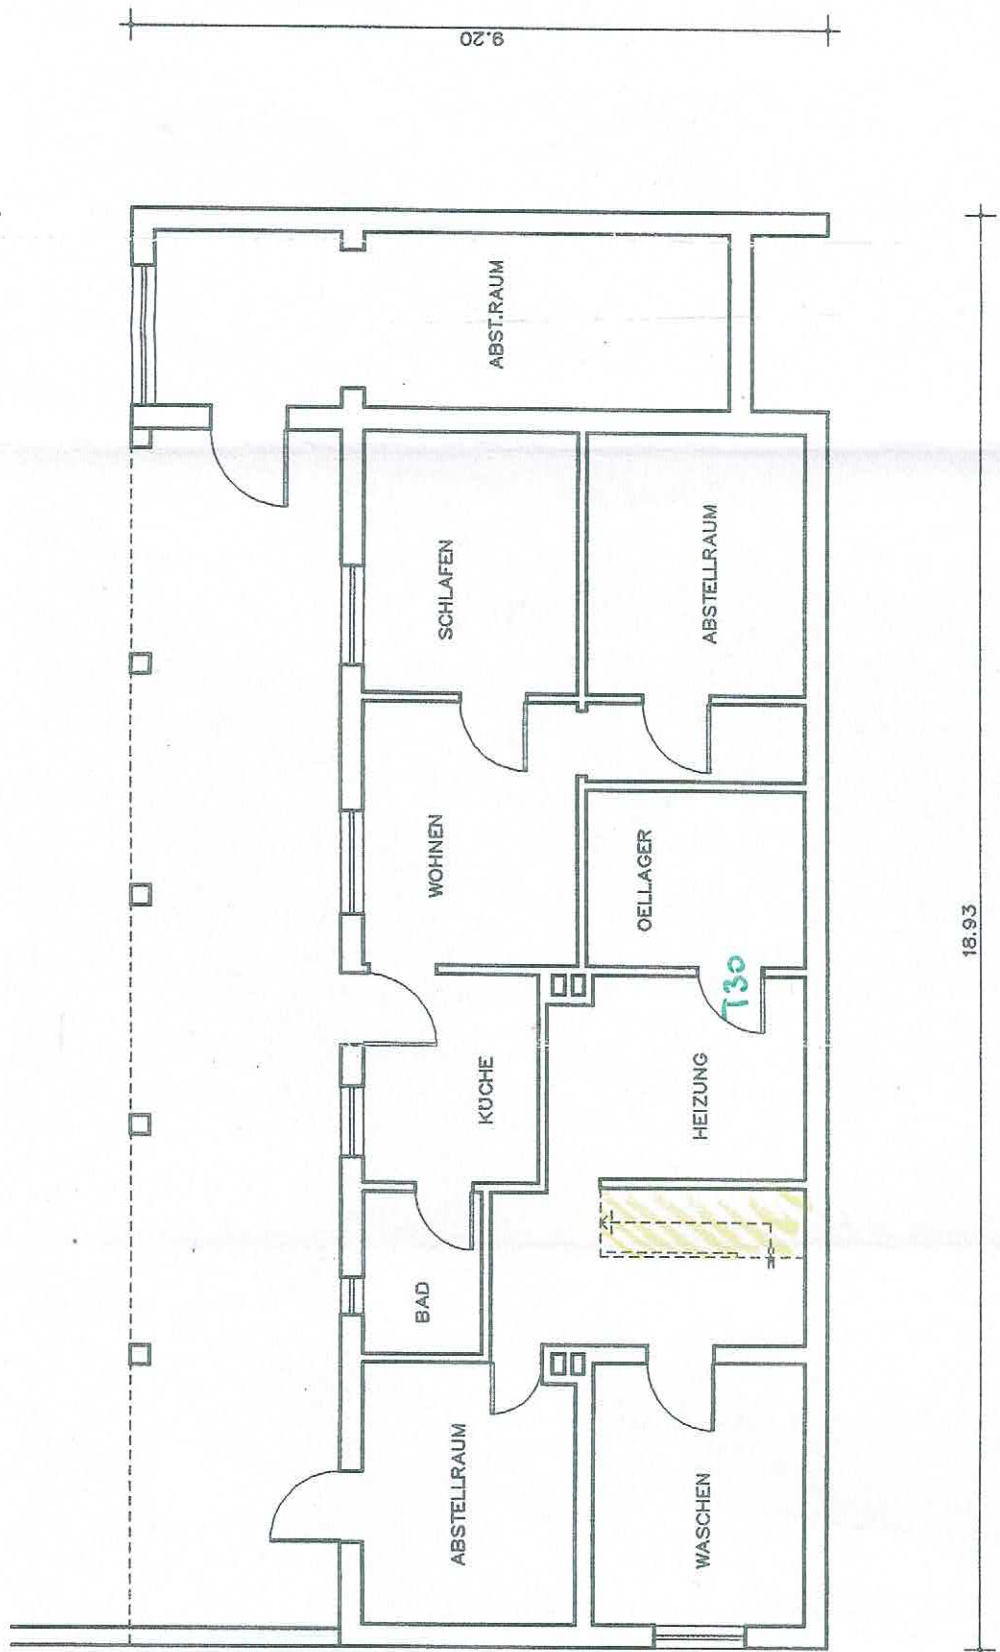 9.20
ABST.RAUM
SCHLAFEN
ABSTELLRAUM
WOHNEN
OELLAGER
T30
18.93
KÜCHE
HEIZUNG
BAD
ABSTELLRAUM
WASCHEN